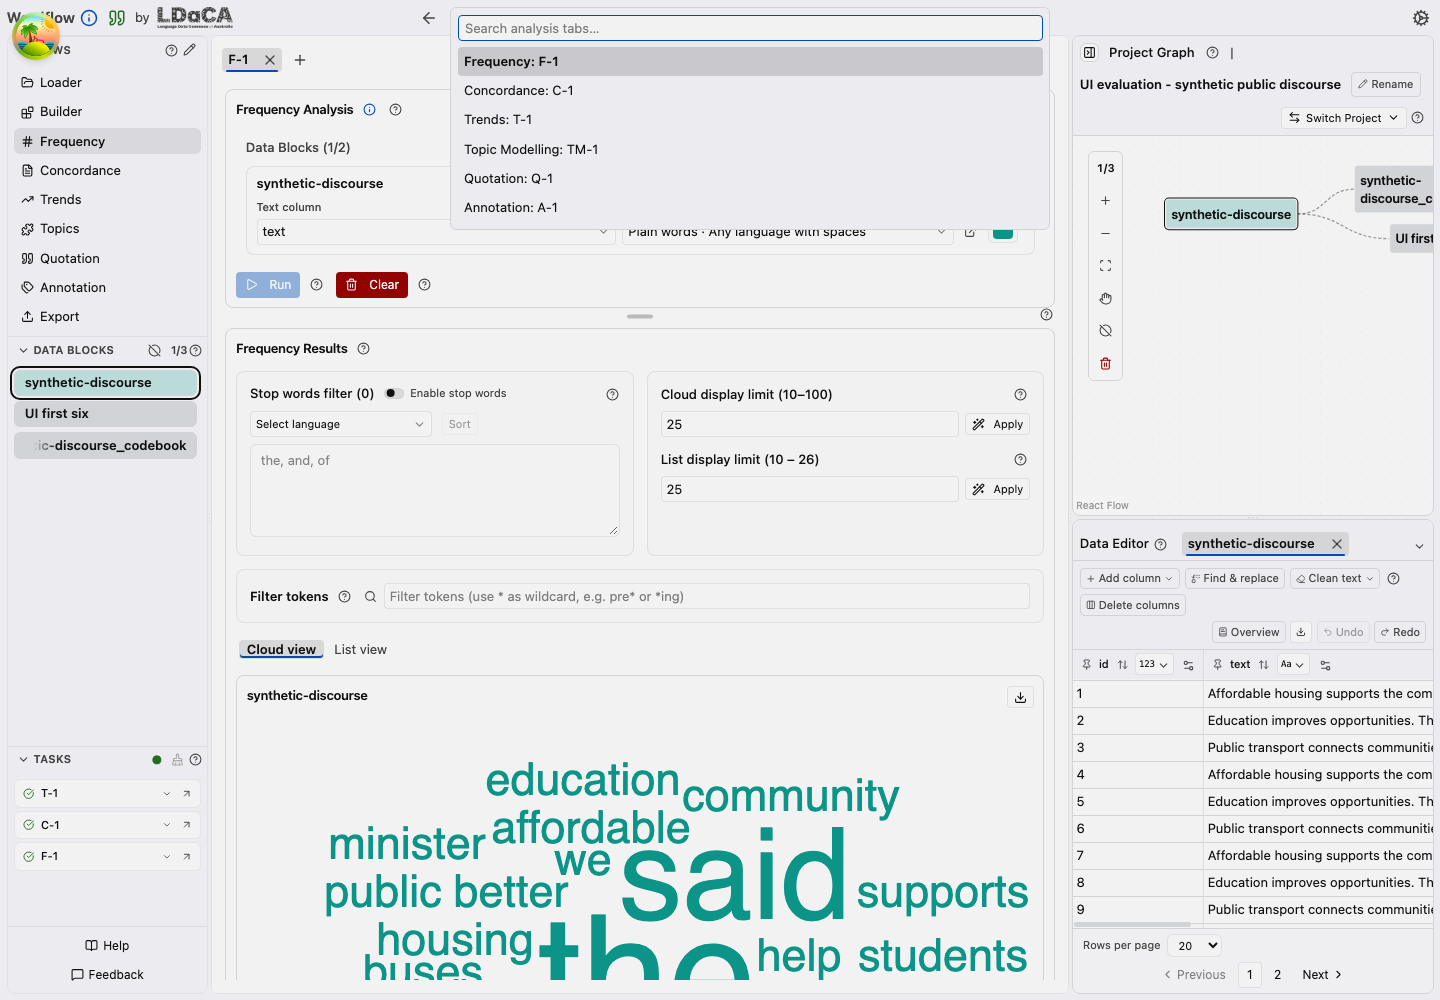 by LDaCA
Language Data Commons of Australia
Search analysis tabs...
Frequency: F-1
Concordance: C-1
Trends: T-1
Topic Modelling: TM-1
Quotation: Q-1
Annotation: A-1
Loader
Builder
Frequency
Concordance
Trends
Topics
Quotation
Annotation
Export
DATA BLOCKS 1/3
synthetic-discourse
UI first six
ic-discourse_codebook
TASKS
T-1
C-1
F-1
Help
Feedback
F-1
Frequency Analysis
Data Blocks (1/2)
synthetic-discourse
Text column
text
Plain words · Any language with spaces
Run
Clear
Frequency Results
Stop words filter (0) Enable stop words
Select language Sort
the, and, of
Cloud display limit (10–100)
25 Apply
List display limit (10 – 26)
25 Apply
Filter tokens Filter tokens (use * as wildcard, e.g. pre* or *ing)
Cloud view List view
synthetic-discourse
education
community
affordable
minister
we
said
public
better
supports
housing
the
help
students
buses
Project Graph
UI evaluation - synthetic public discourse Rename
Switch Project
1/3
synthetic-discourse
synthetic-
discourse_c
UI first
React Flow
Data Editor synthetic-discourse
Add column Find & replace Clean text
Delete columns
Overview Undo Redo
id 123 text Aa
1 Affordable housing supports the com
2 Education improves opportunities. Th
3 Public transport connects communitie
4 Affordable housing supports the com
5 Education improves opportunities. Th
6 Public transport connects communitie
7 Affordable housing supports the com
8 Education improves opportunities. Th
9 Public transport connects communitie
Rows per page 20
Previous 1 2 Next